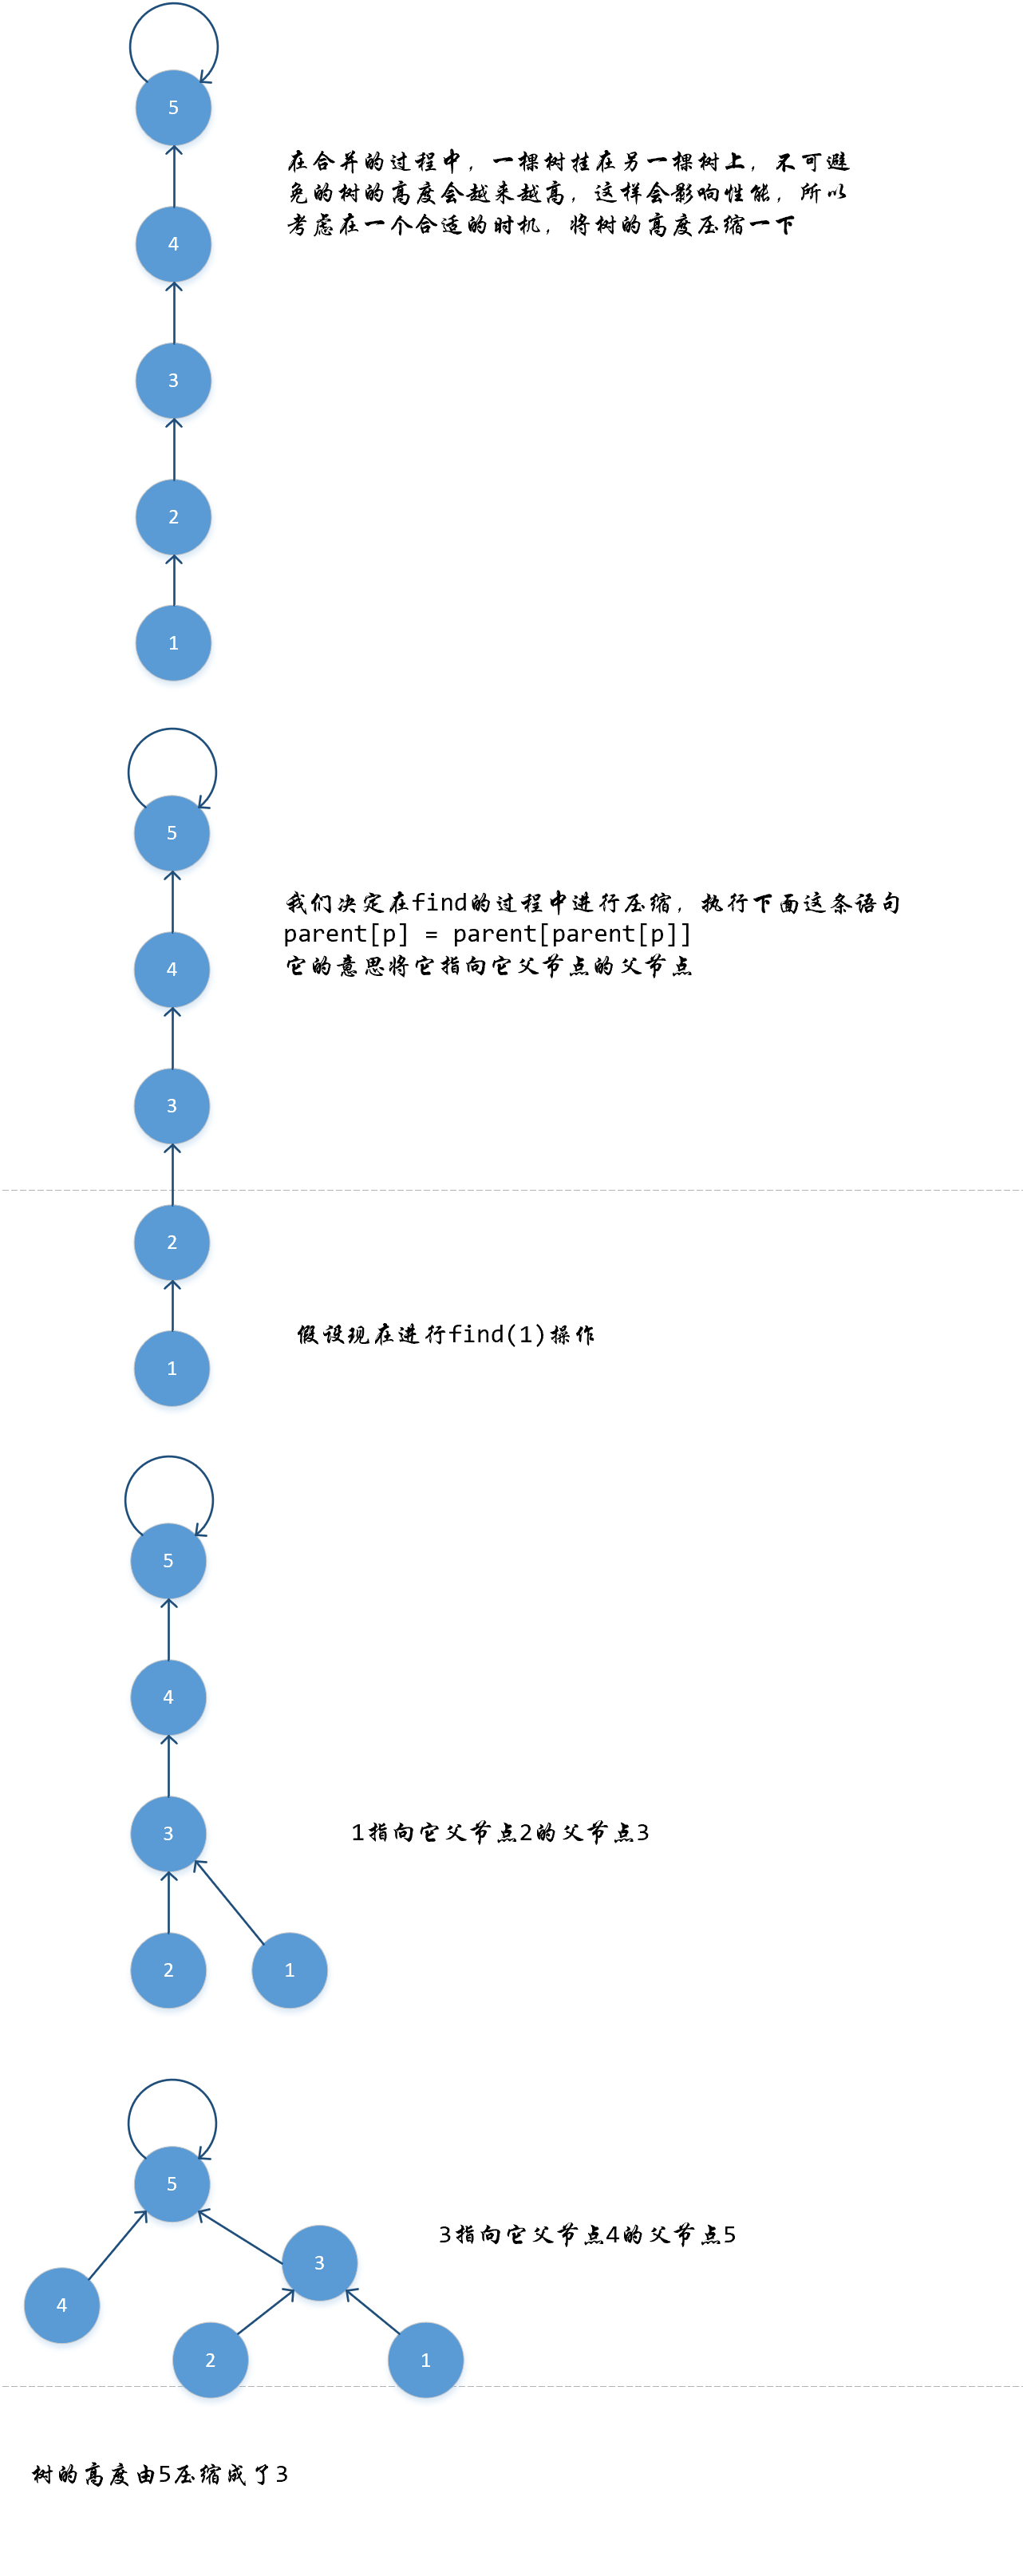 5
在合并的过程中，一棵树挂在另一棵树上，不可避
4
免的树的高度会越来越高，这样会影响性能，所以
考虑在一个合适的时机，将树的高度压缩一下
3
2
1
5
我们决定在find的过程中进行压缩，执行下面这条语句
parent[p] = parent[parent[p]]
4
它的意思将它指向它父节点的父节点
3
2
假设现在进行find(1)操作
1
5
4
3
1指向它父节点2的父节点3
2
1
5
3指向它父节点4的父节点5
3
4
2
1
树的高度由5压缩成了3